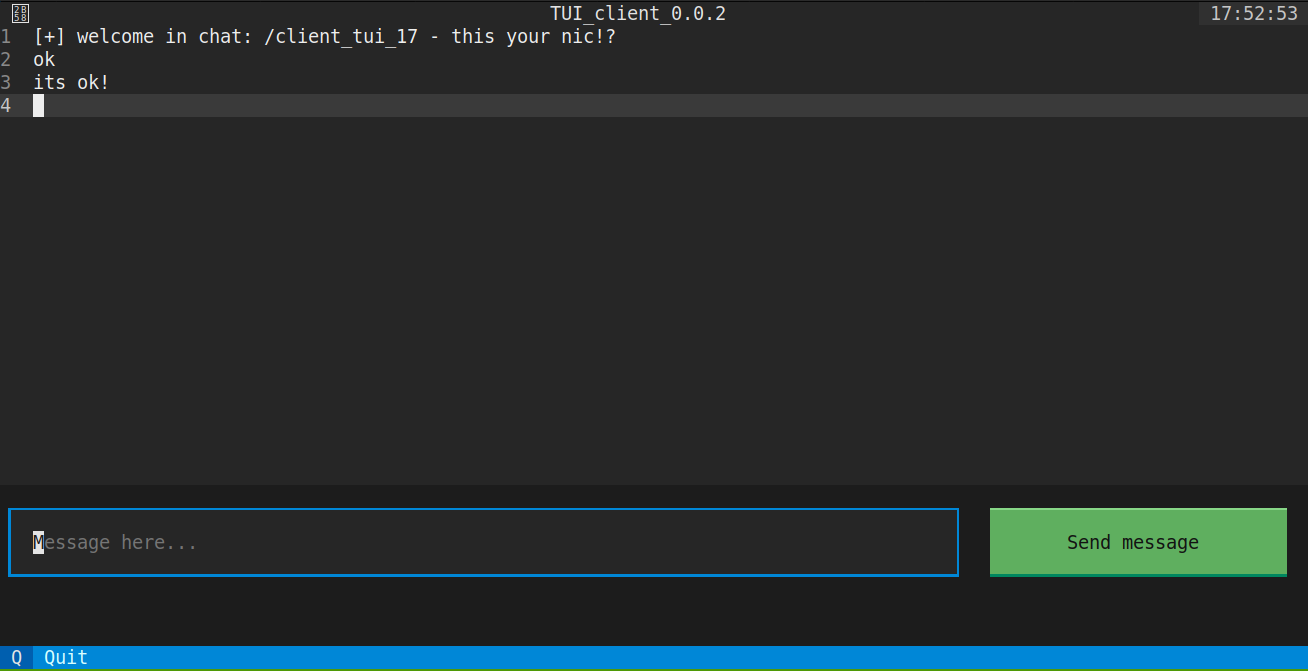 TUI_client_0.0.2 17:52:53
1 [+] welcome in chat: /client_tui_17 - this your nic!?
2 ok
3 its ok!
4
Message here... Send message
Q Quit